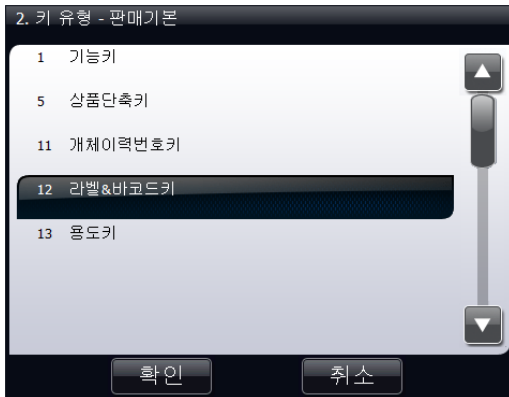 2. 키 유형 - 판매기본
1 기능키
5 상품단축키
11 개체이력번호키
12 라벨&바코드키
13 용도키
확인 취소